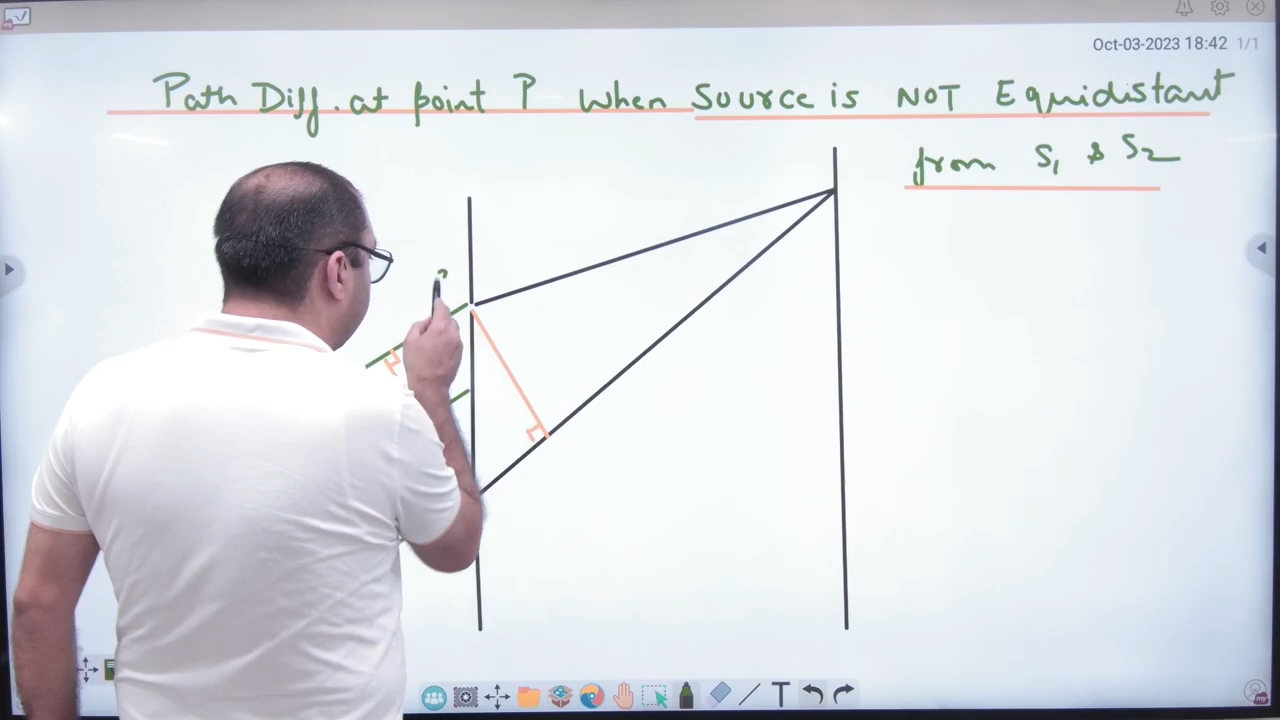 Oct-03-2023 18:42 1/1
Path Diff. at point P when Source is NOT Equidistant
from S1 & S2